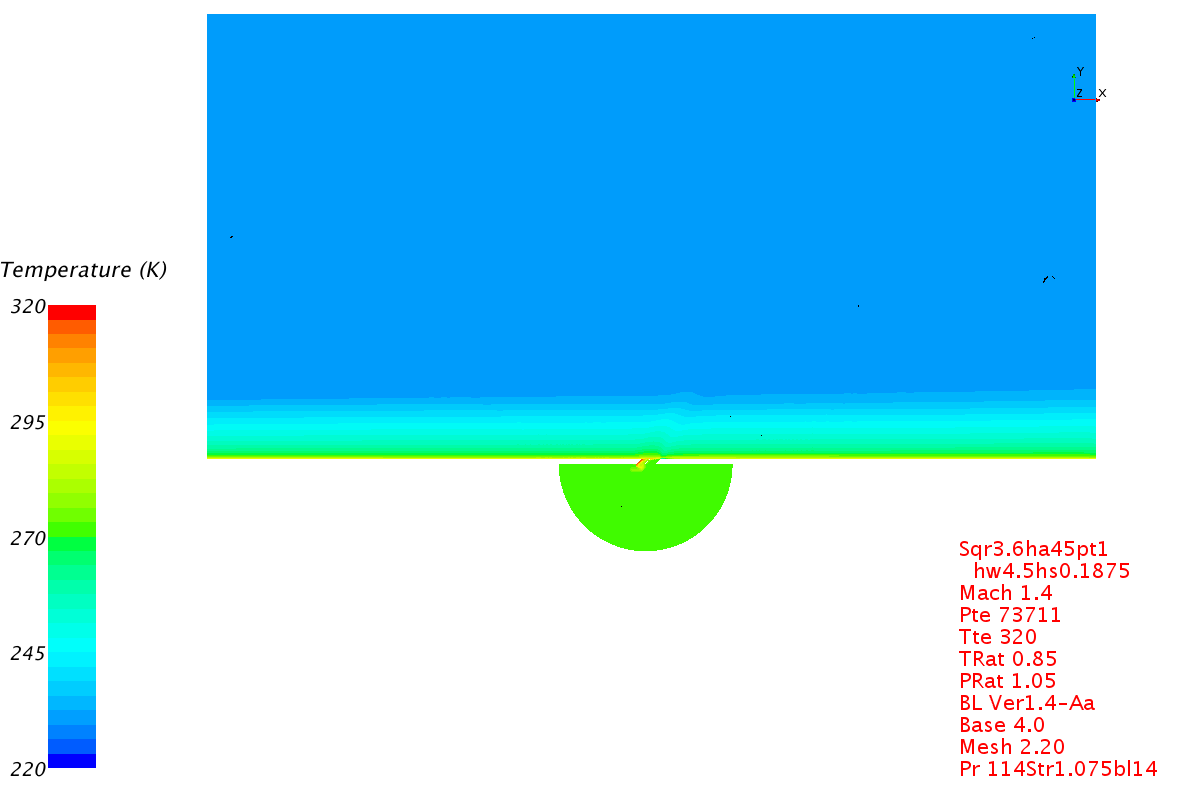 Y
Z X
Temperature (K)
320
295
270
245
220
Sqr3.6ha45pt1
hw4.5hs0.1875
Mach 1.4
Pte 73711
Tte 320
TRat 0.85
PRat 1.05
BL Ver1.4-Aa
Base 4.0
Mesh 2.20
Pr 114Str1.075bl14